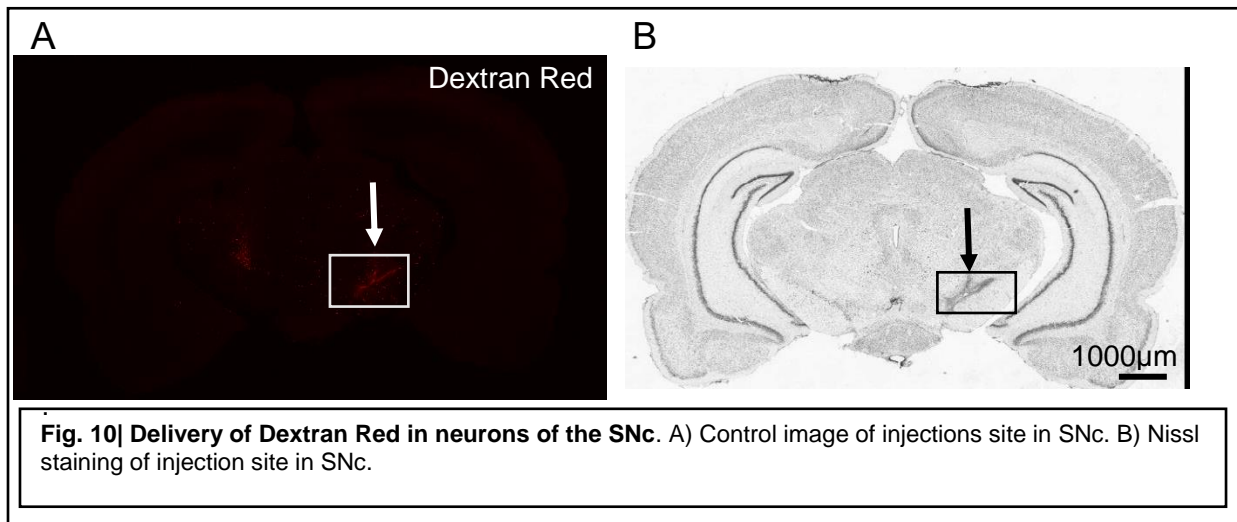 A
B
Dextran Red
1000µm
.
Fig. 10| Delivery of Dextran Red in neurons of the SNc. A) Control image of injections site in SNc. B) Nissl
staining of injection site in SNc.